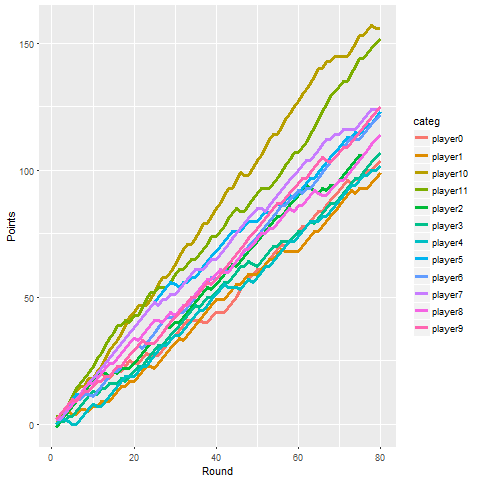 150
100
50
0
Points
0
20
40
60
80
Round
categ
player0
player1
player10
player11
player2
player3
player4
player5
player6
player7
player8
player9